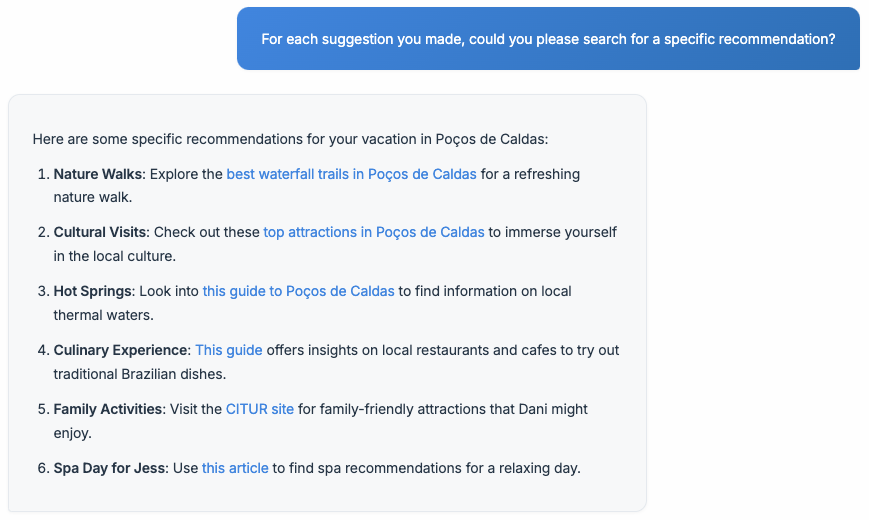 For each suggestion you made, could you please search for a specific recommendation?
Here are some specific recommendations for your vacation in Poços de Caldas:
1. Nature Walks: Explore the best waterfall trails in Poços de Caldas for a refreshing
nature walk.
2. Cultural Visits: Check out these top attractions in Poços de Caldas to immerse yourself
in the local culture.
3. Hot Springs: Look into this guide to Poços de Caldas to find information on local
thermal waters.
4. Culinary Experience: This guide offers insights on local restaurants and cafes to try out
traditional Brazilian dishes.
5. Family Activities: Visit the CITUR site for family-friendly attractions that Dani might
enjoy.
6. Spa Day for Jess: Use this article to find spa recommendations for a relaxing day.